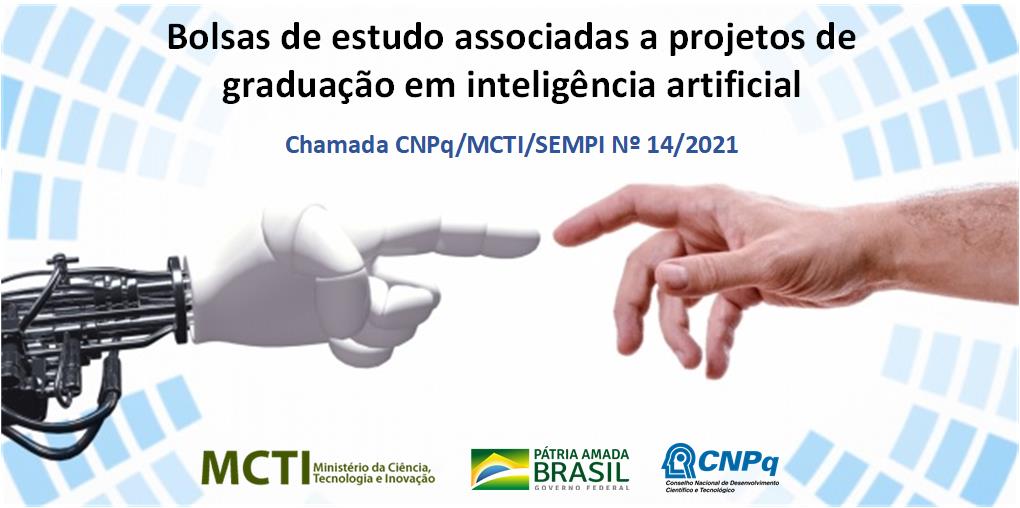 Bolsas de estudo associadas a projetos de
graduação em inteligência artificial
Chamada CNPq/MCTI/SEMPI Nº 14/2021
MCTI Ministério da Ciência,
Tecnologia e Inovação
PÁTRIA AMADA
BRASIL
GOVERNO FEDERAL
CNPq
Conselho Nacional de Desenvolvimento
Científico e Tecnológico